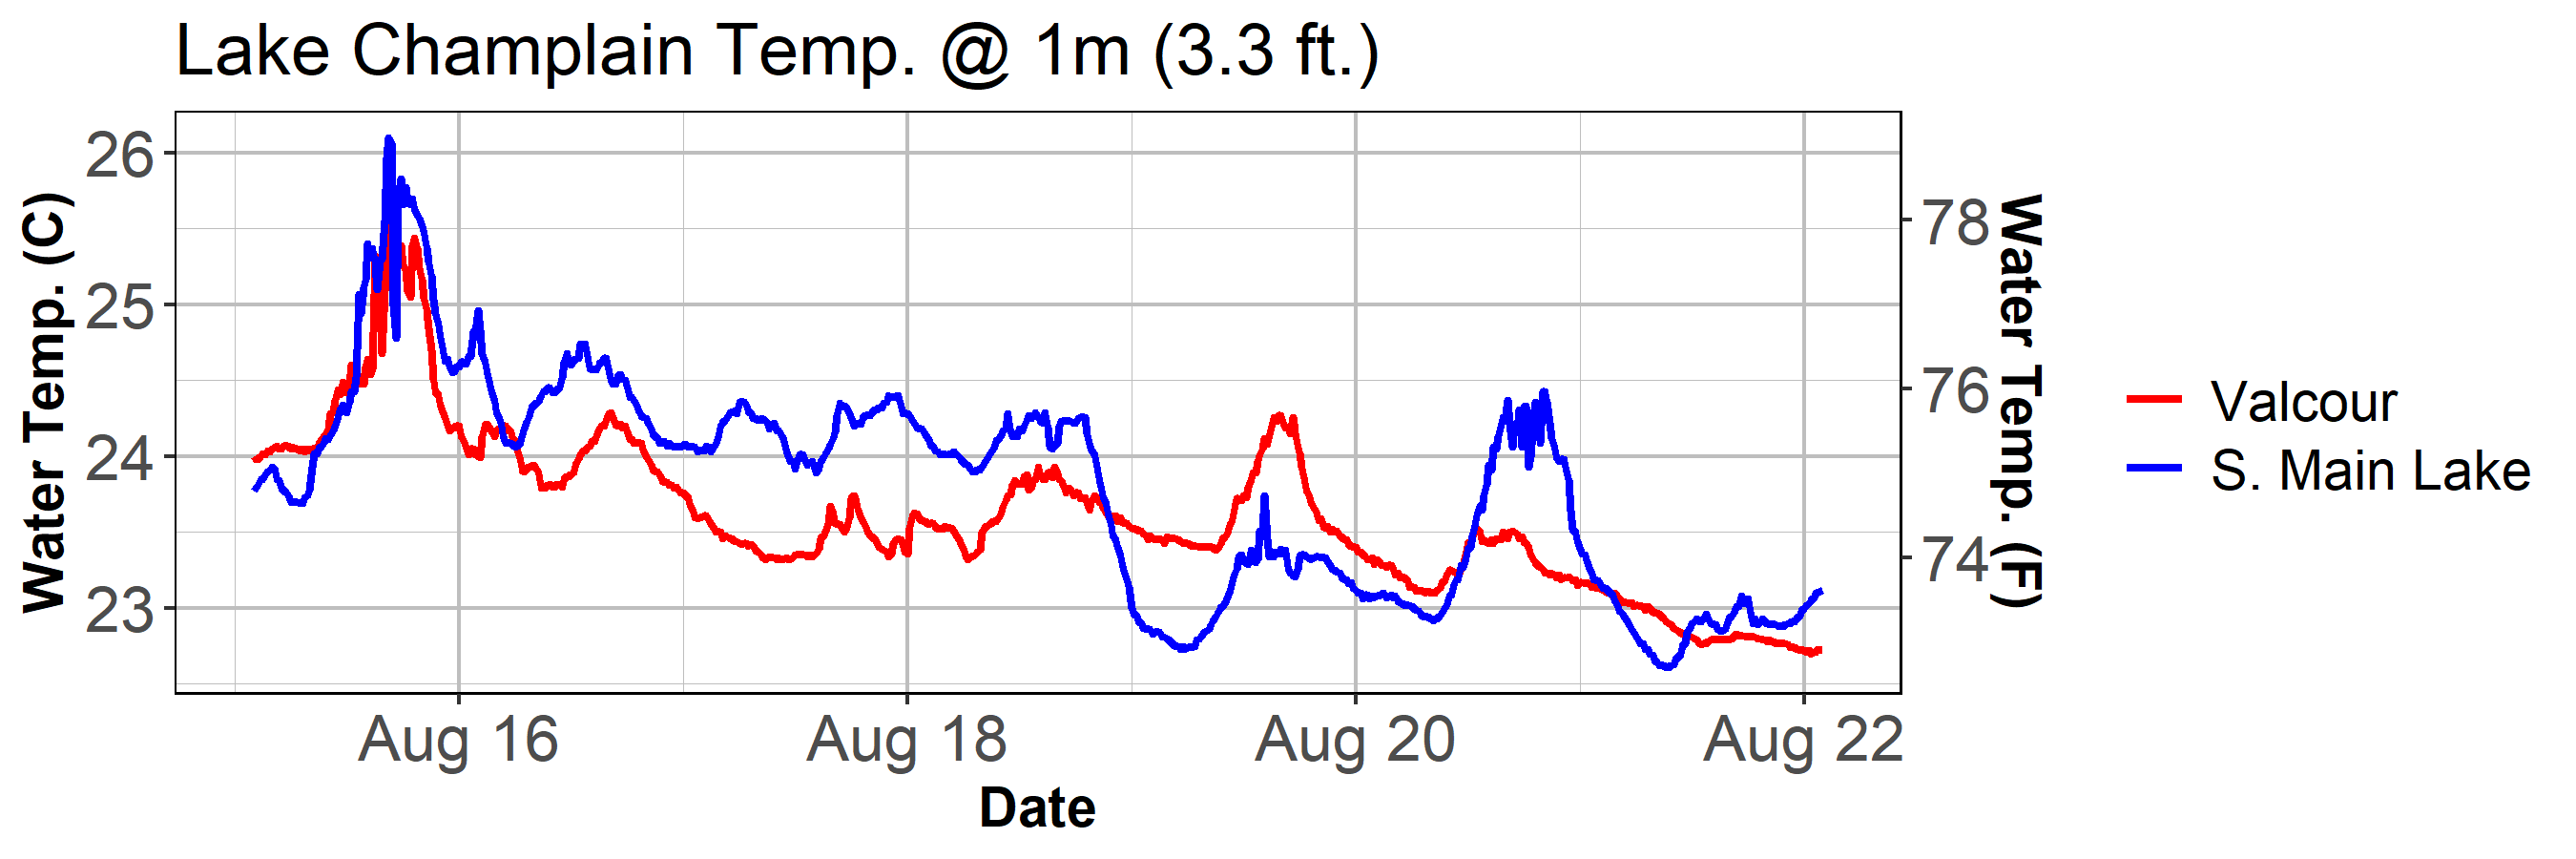 Lake Champlain Temp. @ 1m (3.3 ft.)
Water Temp. (C)
26
25
24
23
78
76
74
Water Temp. (F)
Aug 16
Aug 18
Aug 20
Aug 22
Date
Valcour
S. Main Lake